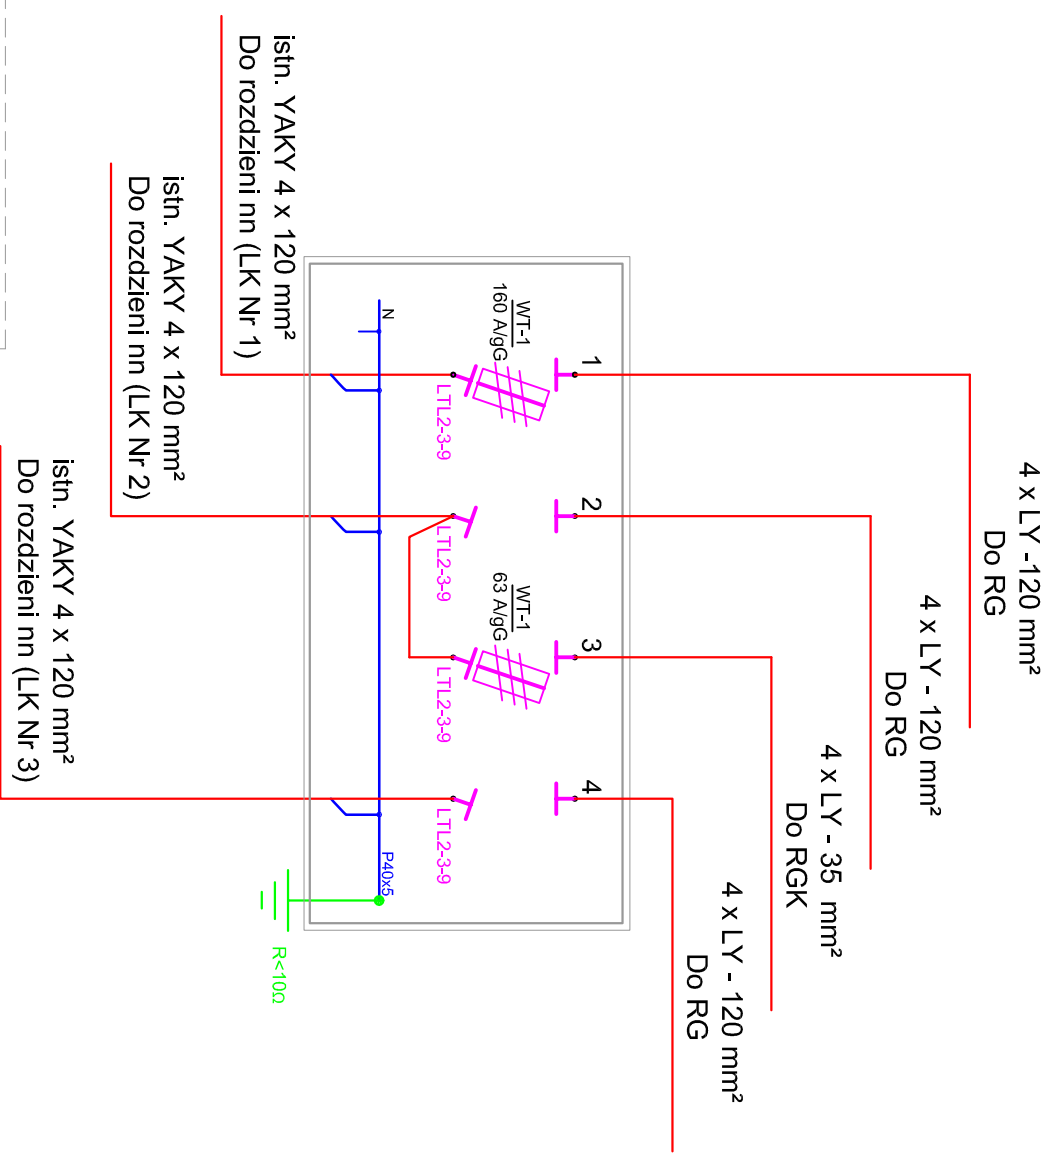 4 x LY -120 mm²
Do RG
4 x LY - 120 mm²
Do RG
4 x LY - 35 mm²
Do RGK
4 x LY - 120 mm²
Do RG
1
2
3
4
WT-1
160 A/gG
WT-1
63 A/gG
LTL2-3-9
LTL2-3-9
LTL2-3-9
LTL2-3-9
N
P40x5
R<10Ω
istn. YAKY 4 x 120 mm²
Do rozdzieni nn (LK Nr 1)
istn. YAKY 4 x 120 mm²
Do rozdzieni nn (LK Nr 2)
istn. YAKY 4 x 120 mm²
Do rozdzieni nn (LK Nr 3)